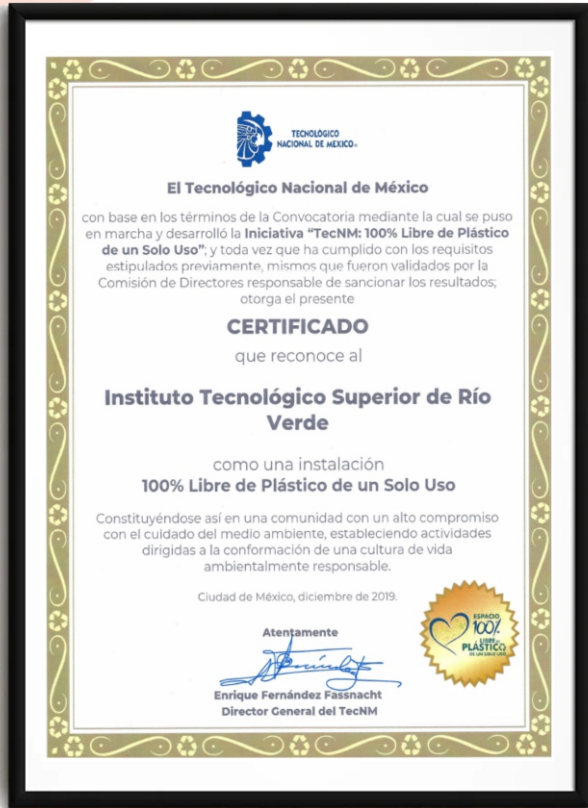 TECNOLÓGICO
NACIONAL DE MÉXICO®
El Tecnológico Nacional de México
con base en los términos de la Convocatoria mediante la cual se puso
en marcha y desarrolló la Iniciativa “TecNM: 100% Libre de Plástico
de un Solo Uso”; y toda vez que ha cumplido con los requisitos
estipulados previamente, mismos que fueron validados por la
Comisión de Directores responsable de sancionar los resultados;
otorga el presente
CERTIFICADO
que reconoce al
Instituto Tecnológico Superior de Río
Verde
como una instalación
100% Libre de Plástico de un Solo Uso
Constituyéndose así en una comunidad con un alto compromiso
con el cuidado del medio ambiente, estableciendo actividades
dirigidas a la conformación de una cultura de vida
ambientalmente responsable.
Ciudad de México, diciembre de 2019.
Atentamente
Enrique Fernández Fassnacht
Director General del TecNM
ESPACIO
100%
LIBRE DE
PLÁSTICO
DE UN SOLO USO